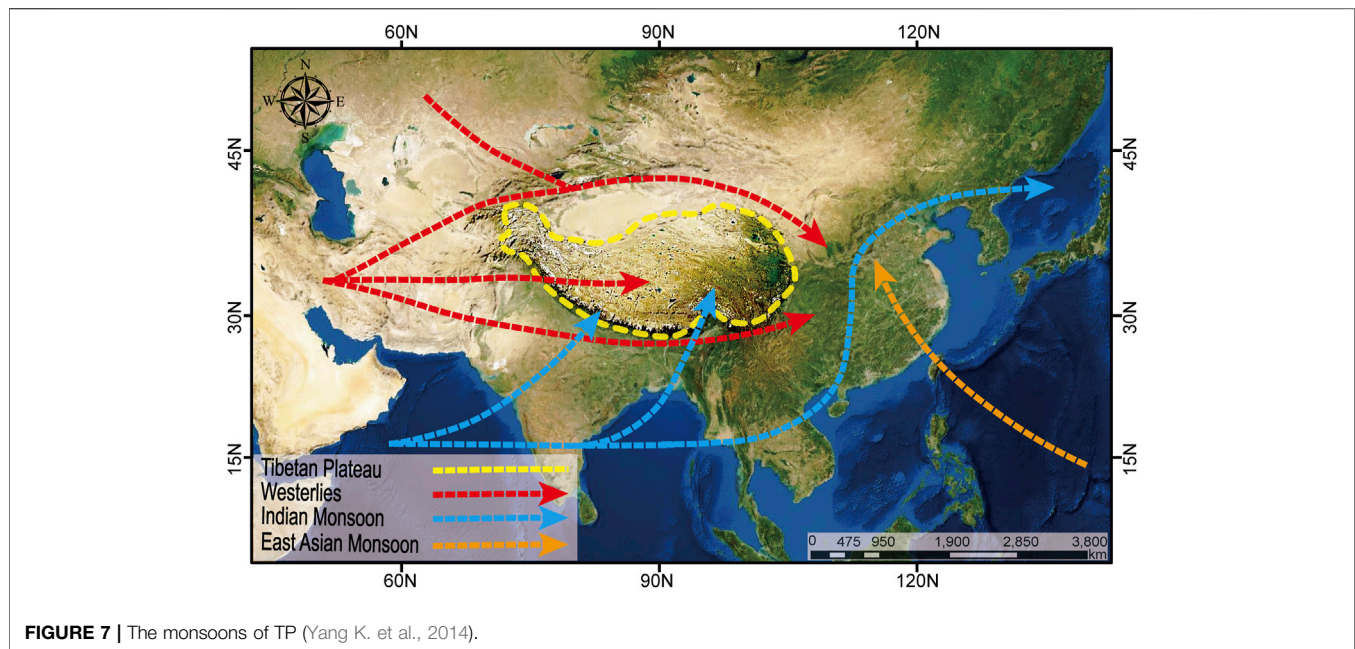 60N 90N 120N
N
W E
S
45N 45N
30N 30N
15N 15N
Tibetan Plateau
Westerlies
Indian Monsoon
East Asian Monsoon
0 475 950 1,900 2,850 3,800
km
60N 90N 120N
FIGURE 7 | The monsoons of TP (Yang K. et al., 2014).